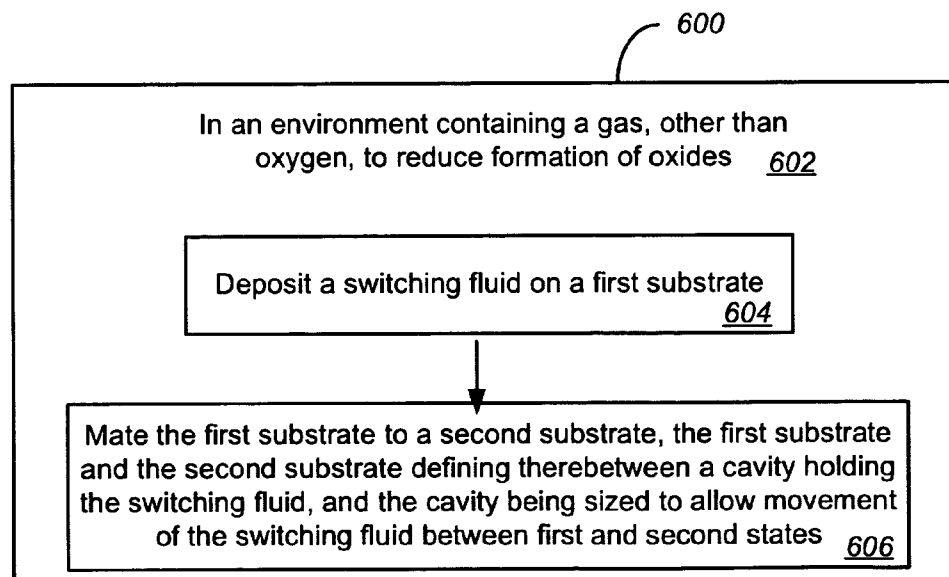 600
In an environment containing a gas, other than
oxygen, to reduce formation of oxides 602
Deposit a switching fluid on a first substrate
604
Mate the first substrate to a second substrate, the first substrate
and the second substrate defining therebetween a cavity holding
the switching fluid, and the cavity being sized to allow movement
of the switching fluid between first and second states 606